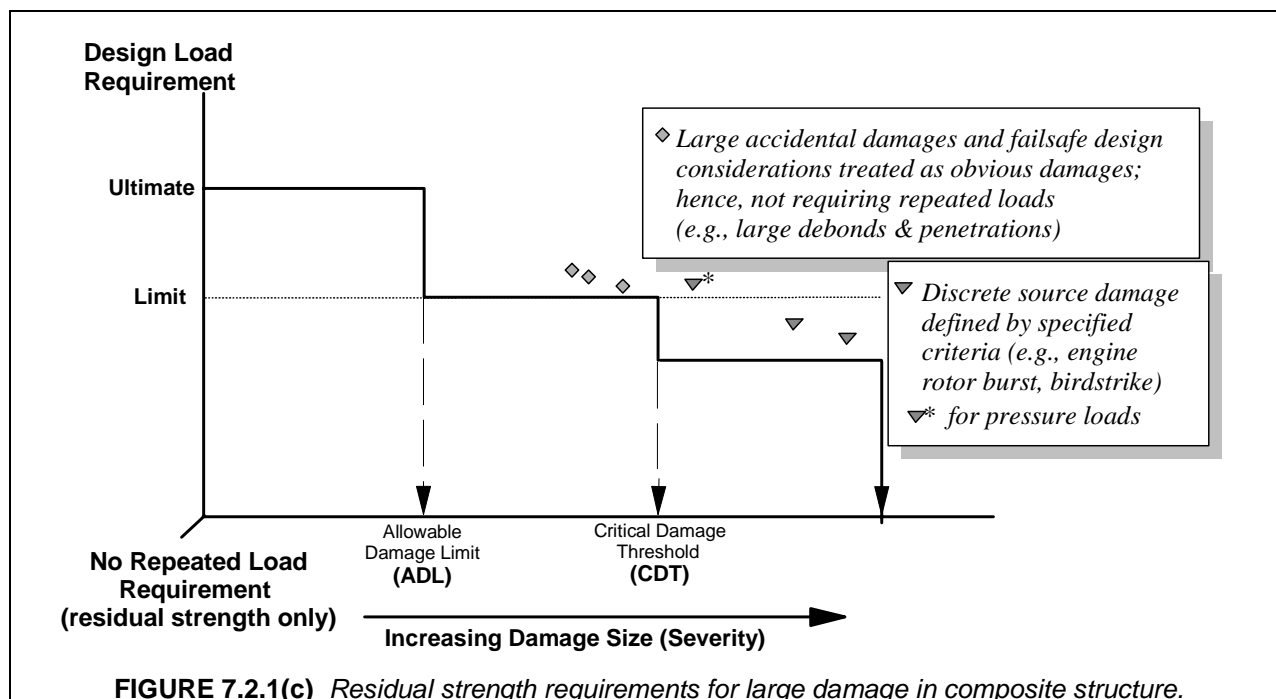 Design Load
Requirement
Ultimate
Limit
Large accidental damages and failsafe design
considerations treated as obvious damages;
hence, not requiring repeated loads
(e.g., large debonds & penetrations)
*
Discrete source damage
defined by specified
criteria (e.g., engine
rotor burst, birdstrike)
* for pressure loads
Allowable
Damage Limit
(ADL)
Critical Damage
Threshold
(CDT)
No Repeated Load
Requirement
(residual strength only)
Increasing Damage Size (Severity)
FIGURE 7.2.1(c) Residual strength requirements for large damage in composite structure.